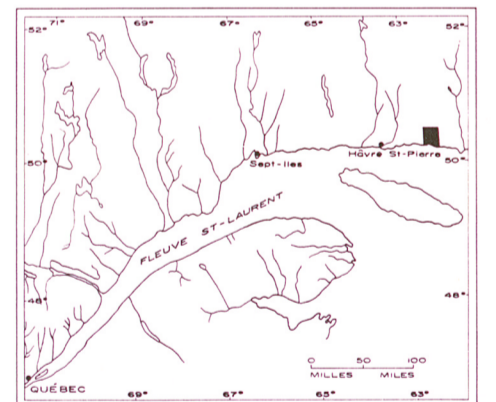 52° 71° 69° 67° 65° 63° 52°
Sept-Iles
Hâvre St-Pierre
50° 50°
FLEUVE ST-LAURENT
48° 48°
0 50 100
MILLES MILES
QUÉBEC
69° 67° 65° 63°